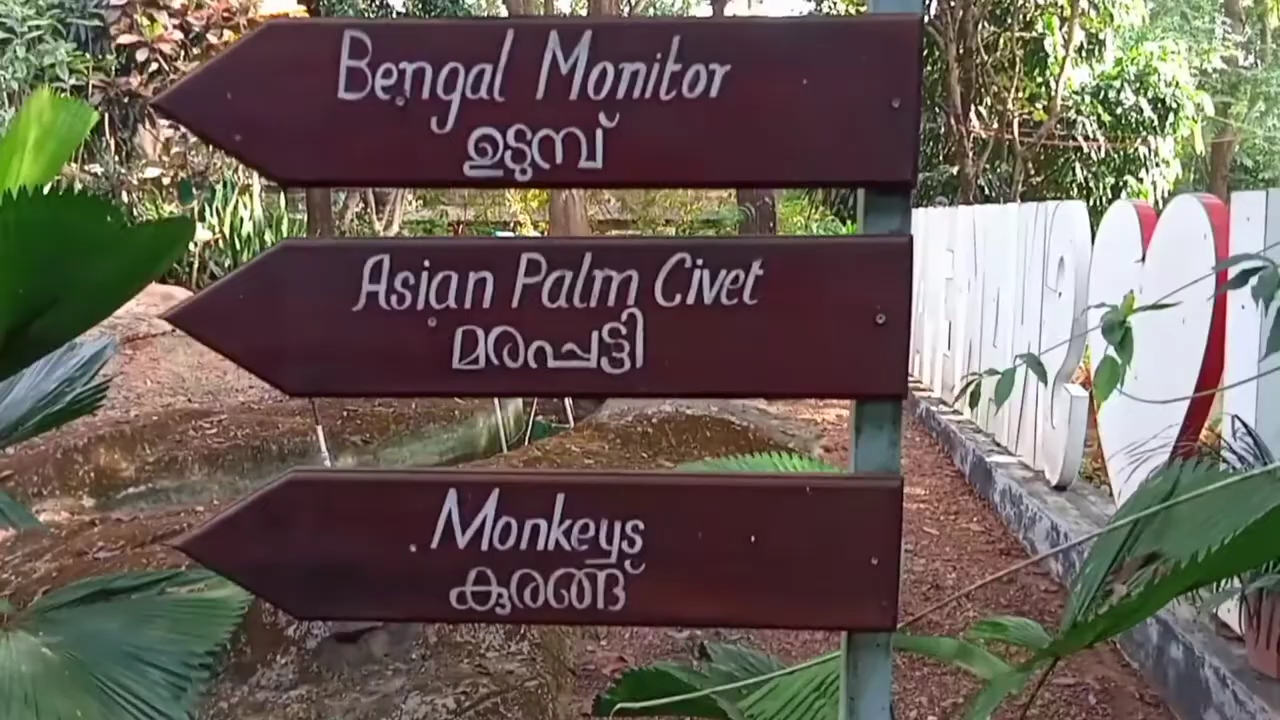 Bengal Monitor
ഉടുമ്പ്
Asian Palm Civet
മരപ്പട്ടി
Monkeys
കുരങ്ങ്